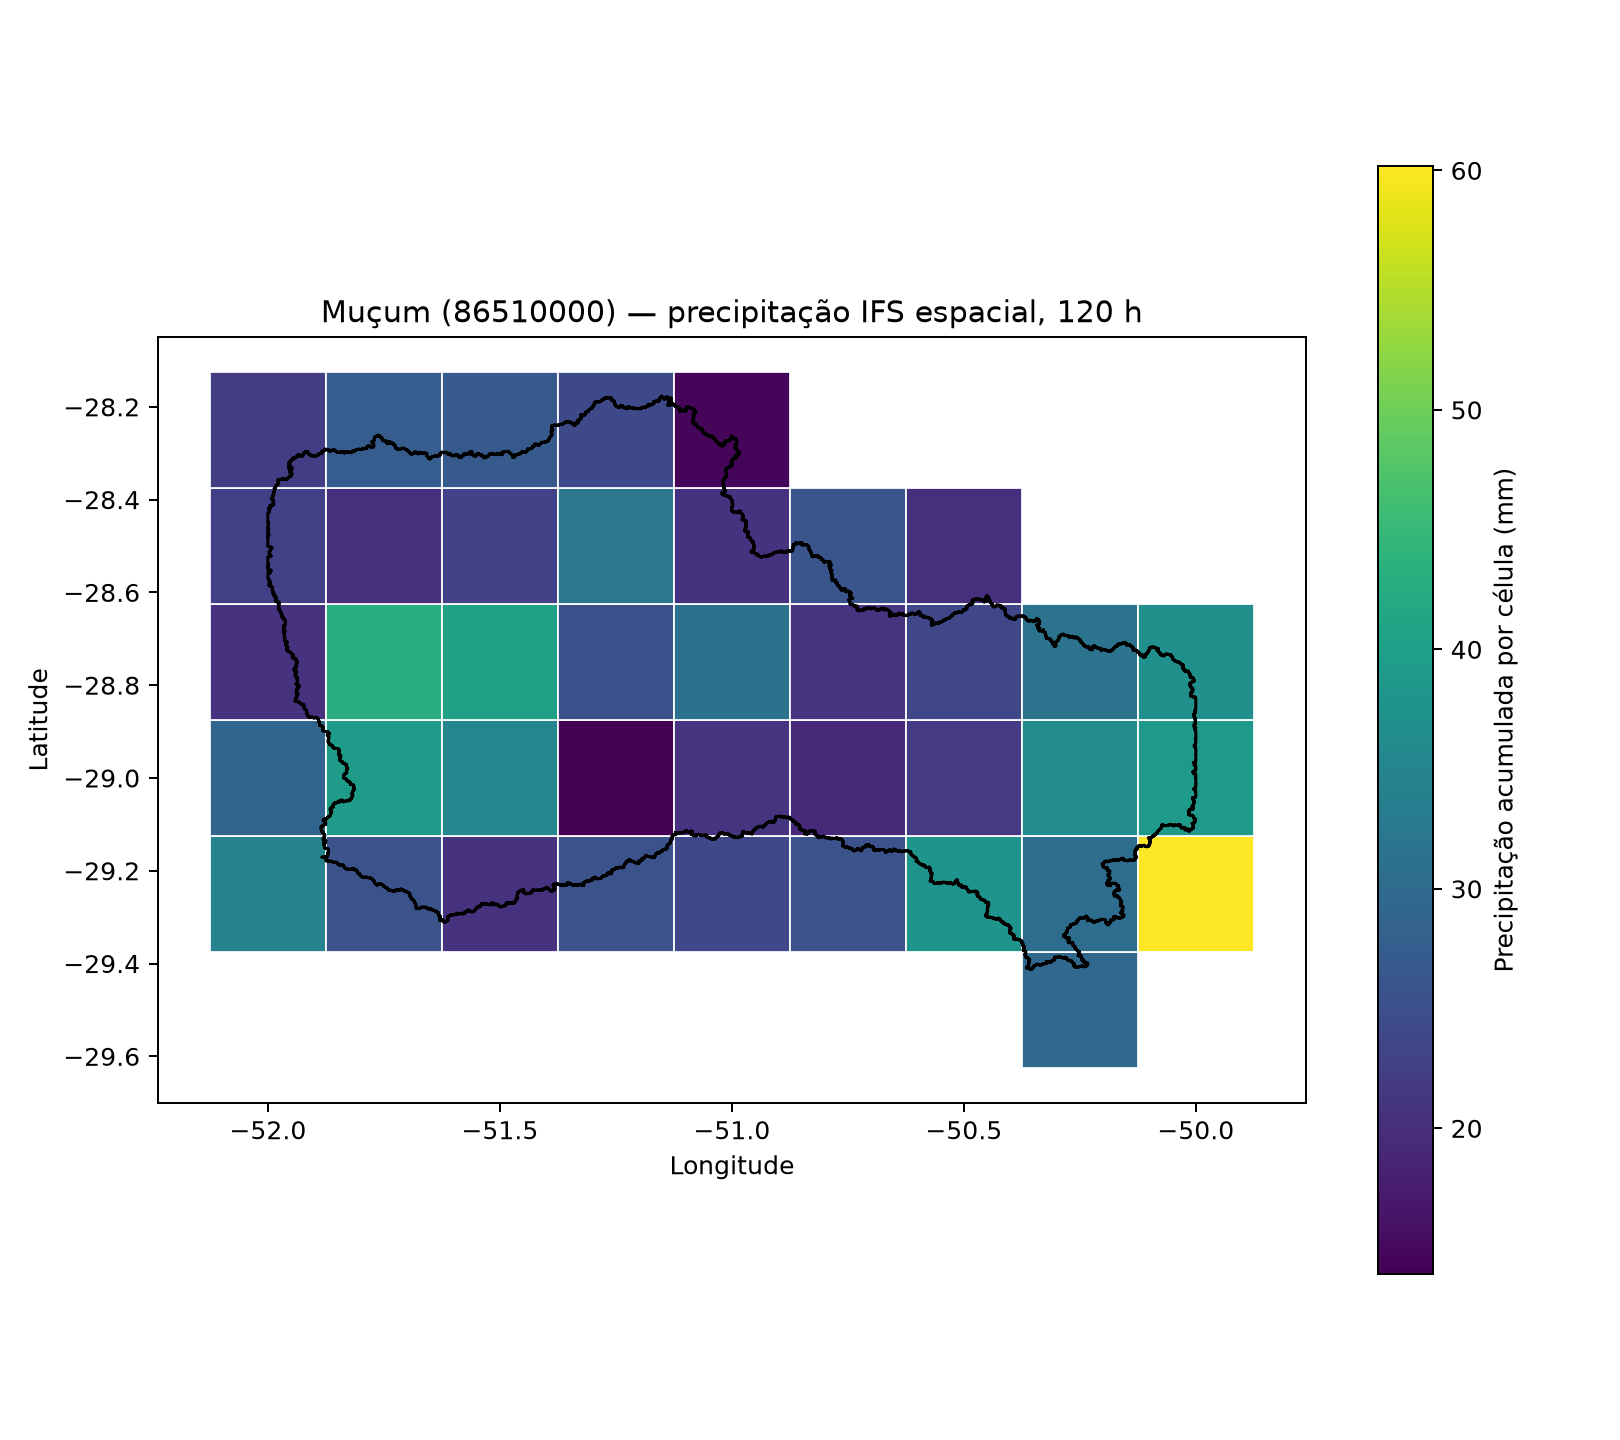 Muçum (86510000) — precipitação IFS espacial, 120 h
60
50
40
30
20
Precipitação acumulada por célula (mm)
Latitude
−28.2
−28.4
−28.6
−28.8
−29.0
−29.2
−29.4
−29.6
−52.0 −51.5 −51.0 −50.5 −50.0
Longitude